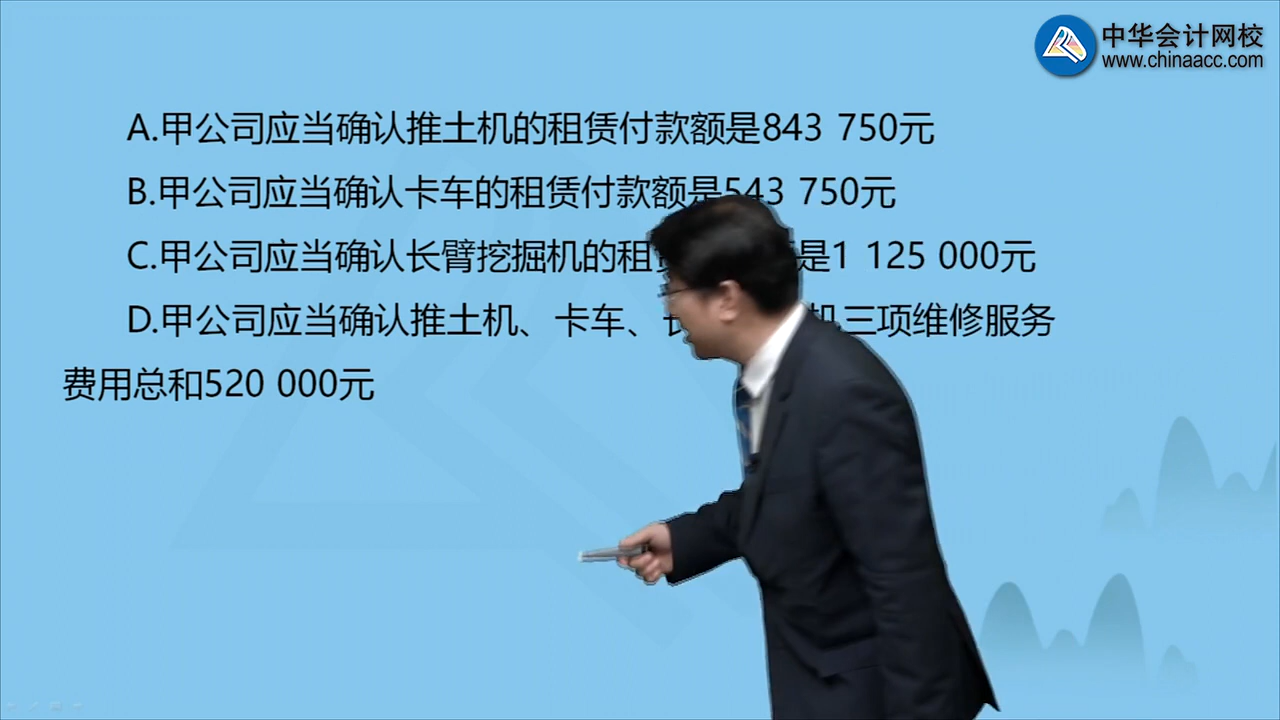 中华会计网校
www.chinaacc.com
A.甲公司应当确认推土机的租赁付款额是843 750元
B.甲公司应当确认卡车的租赁付款额是543 750元
C.甲公司应当确认长臂挖掘机的租 是1 125 000元
D.甲公司应当确认推土机、卡车、 机三项维修服务
费用总和520 000元